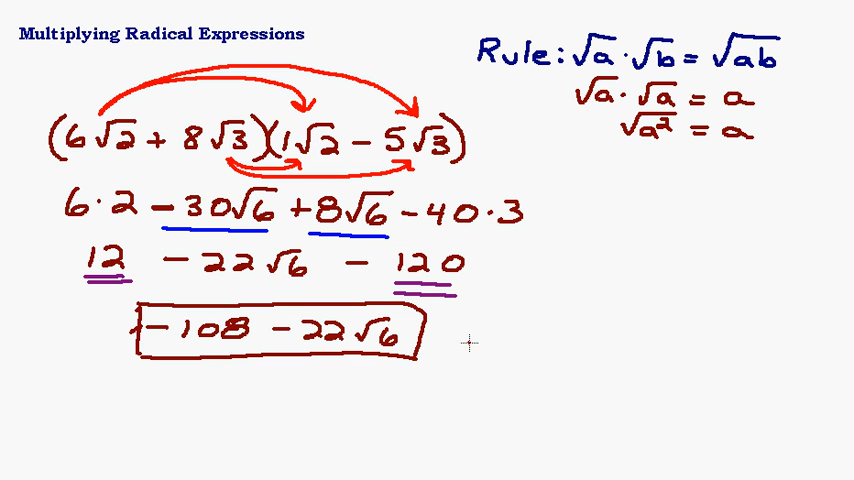 Multiplying Radical Expressions
Rule: √a · √b = √ab
√a · √a = a
√a² = a
(6√2 + 8√3)(1√2 − 5√3)
6·2 − 30√6 + 8√6 − 40·3
12 − 22√6 − 120
−108 − 22√6